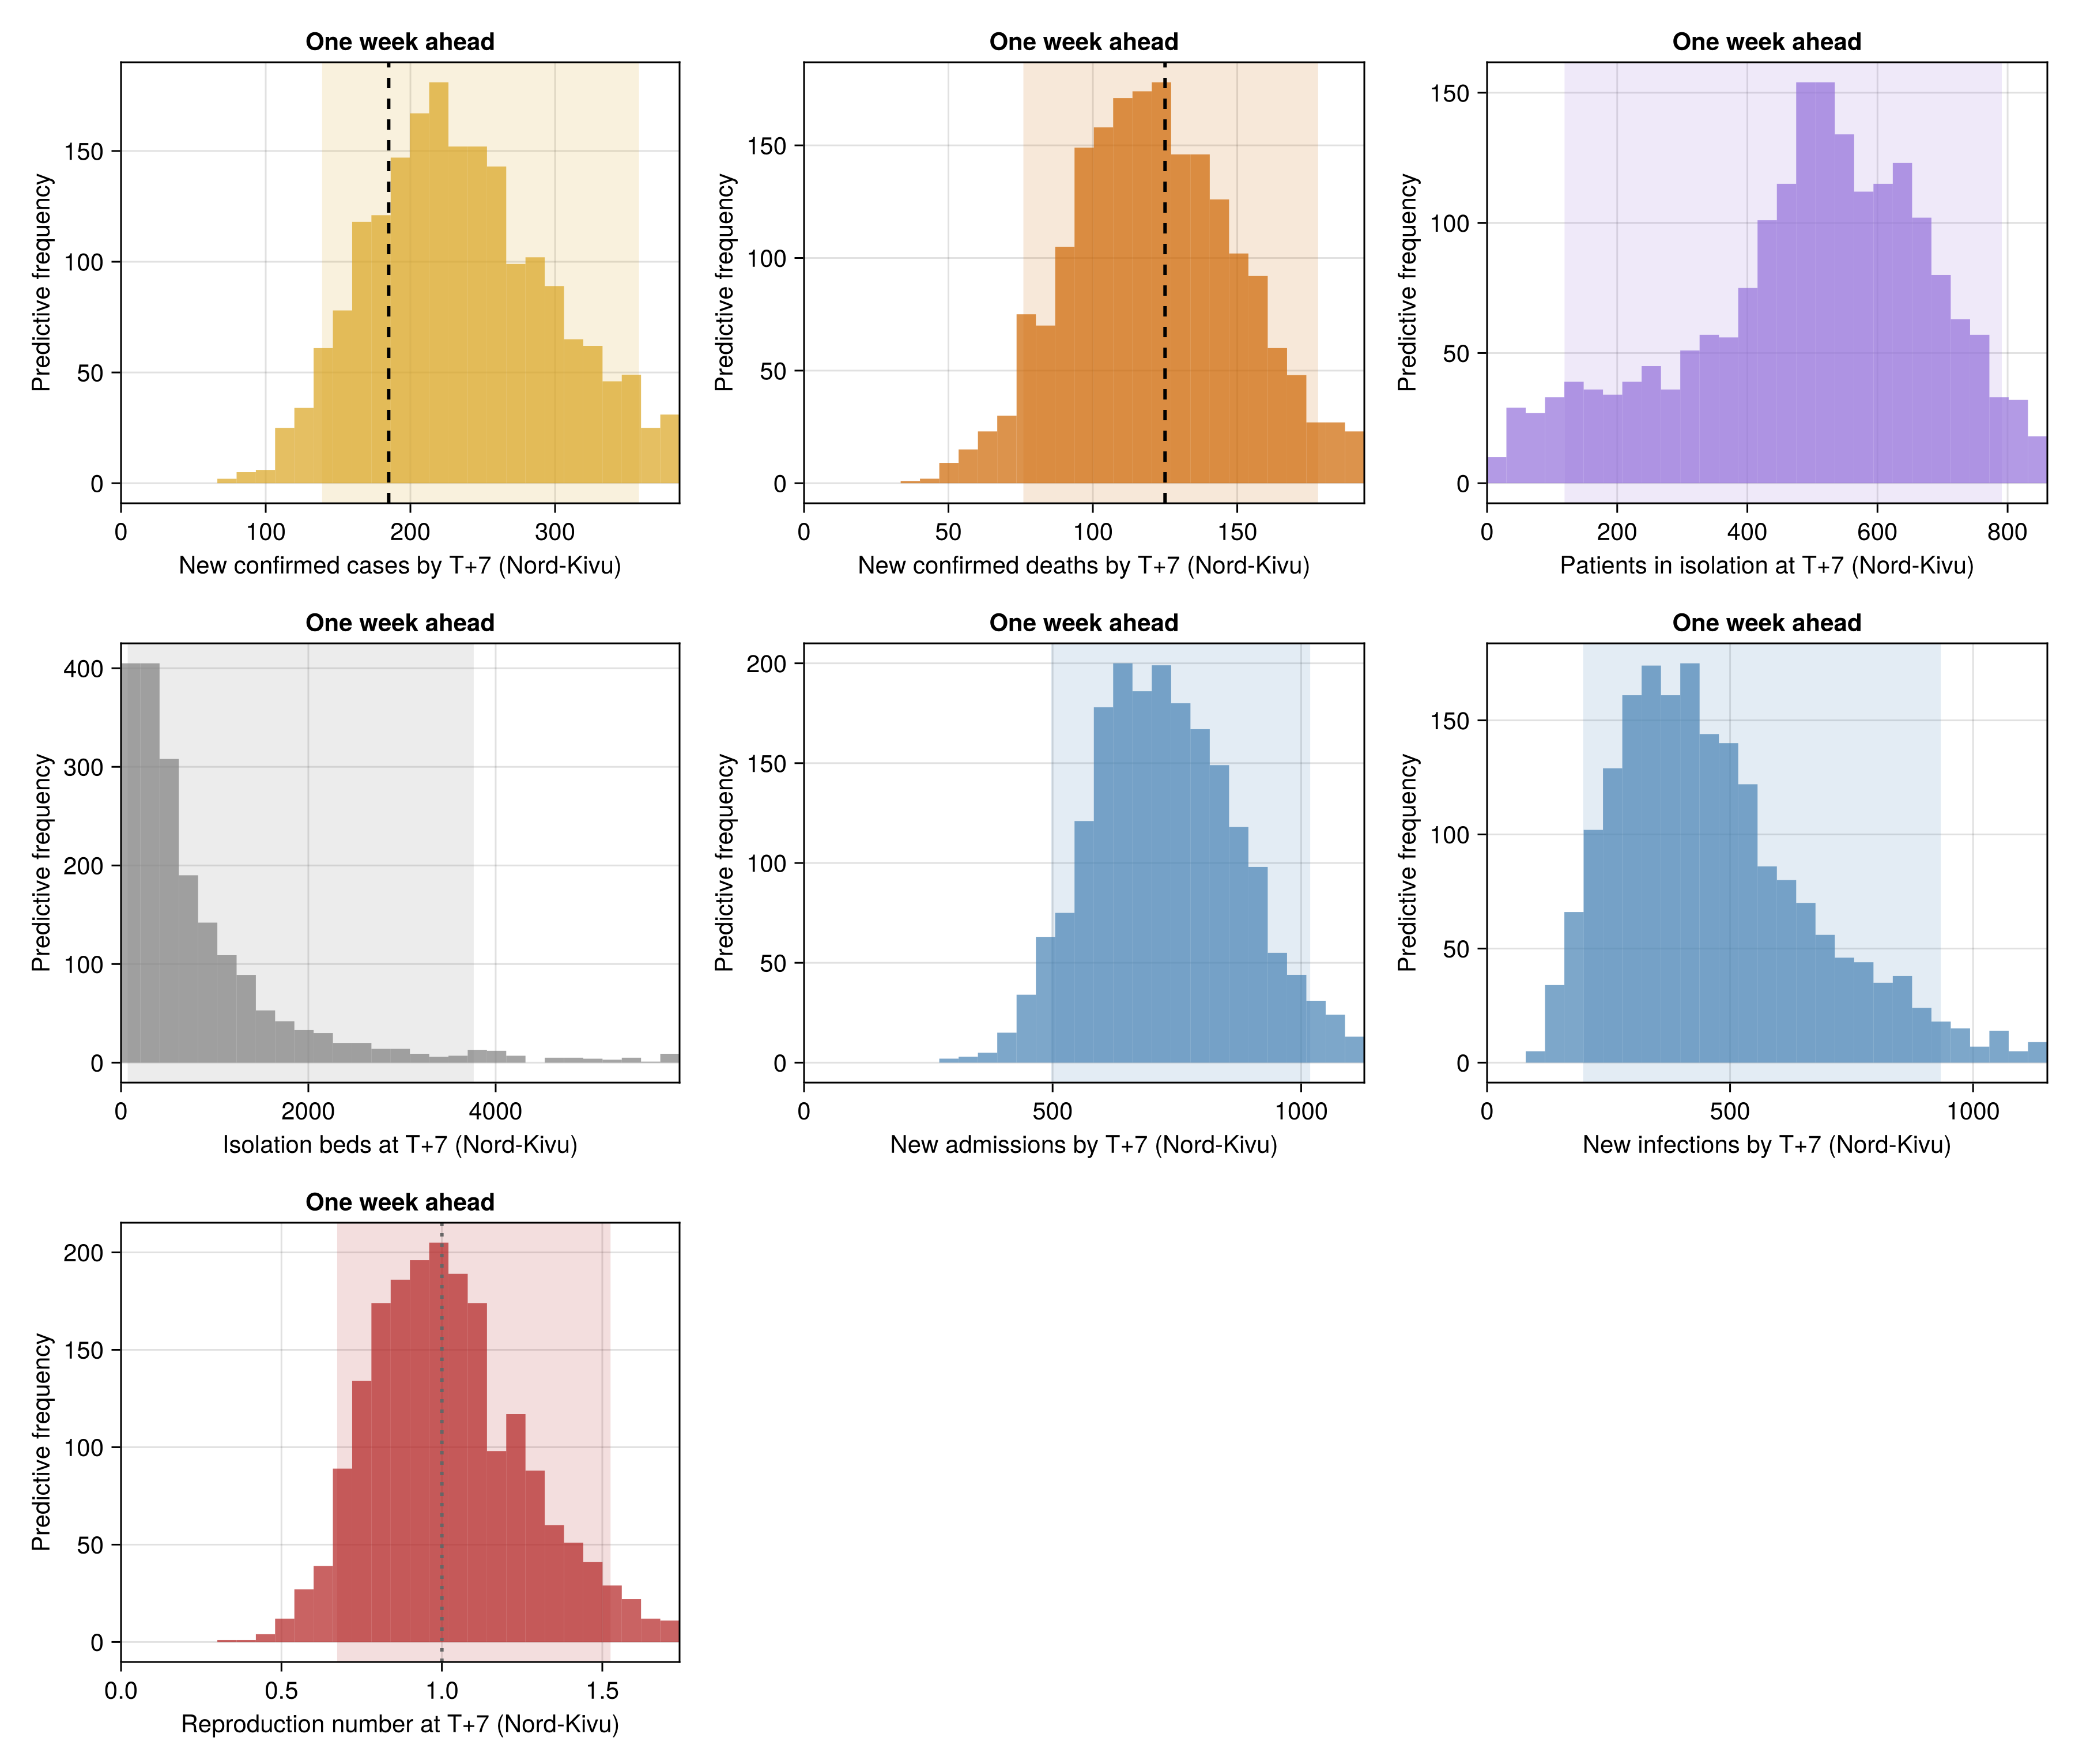 One week ahead
One week ahead
One week ahead
Predictive frequency
150
100
50
0
0
100
200
300
New confirmed cases by T+7 (Nord-Kivu)
Predictive frequency
150
100
50
0
0
50
100
150
New confirmed deaths by T+7 (Nord-Kivu)
Predictive frequency
150
100
50
0
0
200
400
600
800
Patients in isolation at T+7 (Nord-Kivu)
One week ahead
One week ahead
One week ahead
Predictive frequency
400
300
200
100
0
0
2000
4000
Isolation beds at T+7 (Nord-Kivu)
Predictive frequency
200
150
100
50
0
0
500
1000
New admissions by T+7 (Nord-Kivu)
Predictive frequency
150
100
50
0
0
500
1000
New infections by T+7 (Nord-Kivu)
One week ahead
Predictive frequency
200
150
100
50
0
0.0
0.5
1.0
1.5
Reproduction number at T+7 (Nord-Kivu)